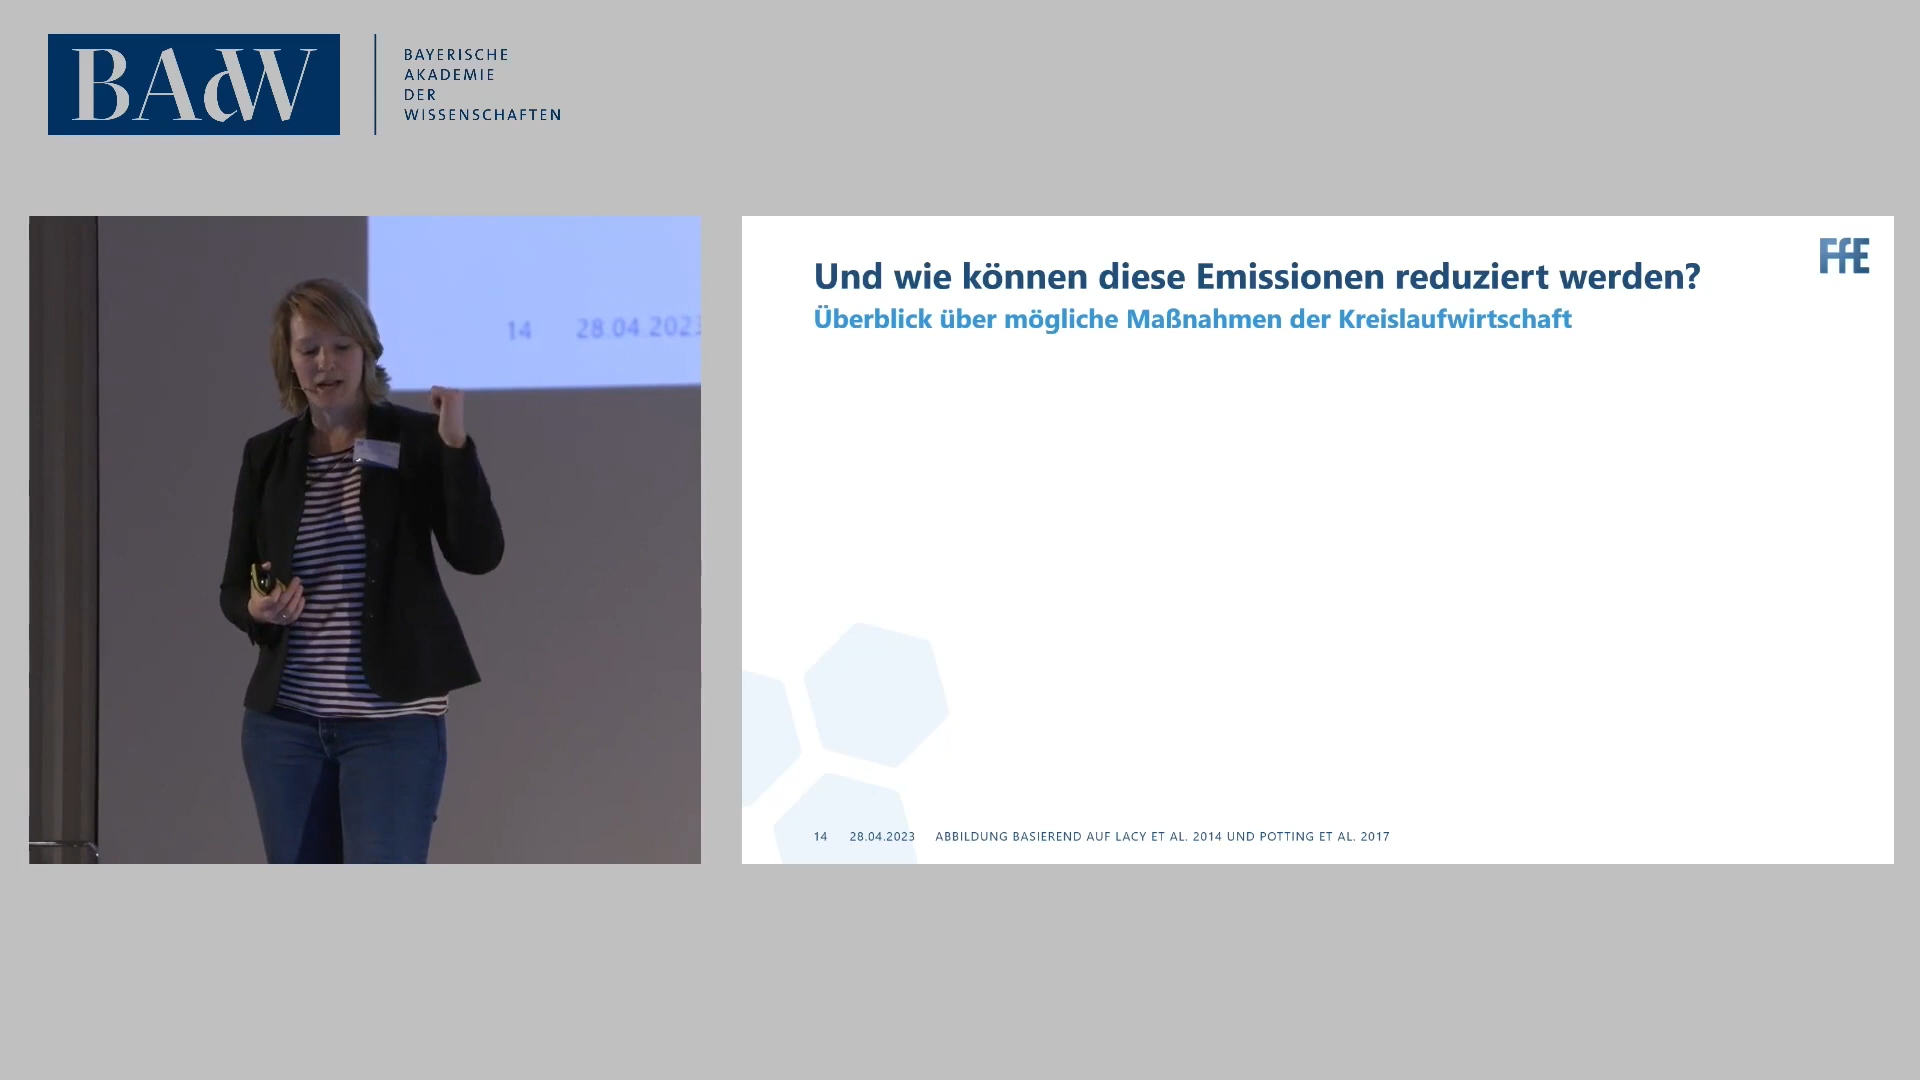 BAdW
BAYERISCHE
AKADEMIE
DER
WISSENSCHAFTEN
14 28.04.2023
FfE
Und wie können diese Emissionen reduziert werden?
Überblick über mögliche Maßnahmen der Kreislaufwirtschaft
14 28.04.2023 ABBILDUNG BASIEREND AUF LACY ET AL. 2014 UND POTTING ET AL. 2017